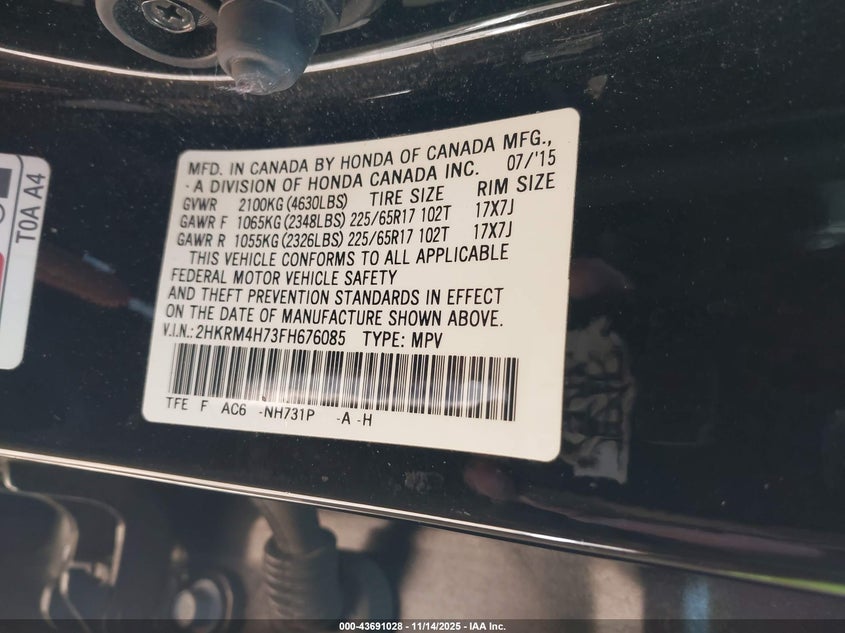 MFD. IN CANADA BY HONDA OF CANADA MFG.,
-A DIVISION OF HONDA CANADA INC. 07/'15
GVWR 2100KG(4630LBS) TIRE SIZE RIM SIZE
GAWR F 1065KG(2348LBS) 225/65R17 102T 17X7J
GAWR R 1055KG(2326LBS) 225/65R17 102T 17X7J
THIS VEHICLE CONFORMS TO ALL APPLICABLE
FEDERAL MOTOR VEHICLE SAFETY
AND THEFT PREVENTION STANDARDS IN EFFECT
ON THE DATE OF MANUFACTURE SHOWN ABOVE.
V.I.N.: 2HKRM4H73FH676085 TYPE: MPV
TFE F AC6 -NH731P -A -H
T0A A4
000-43691028 - 11/14/2025 - IAA Inc.